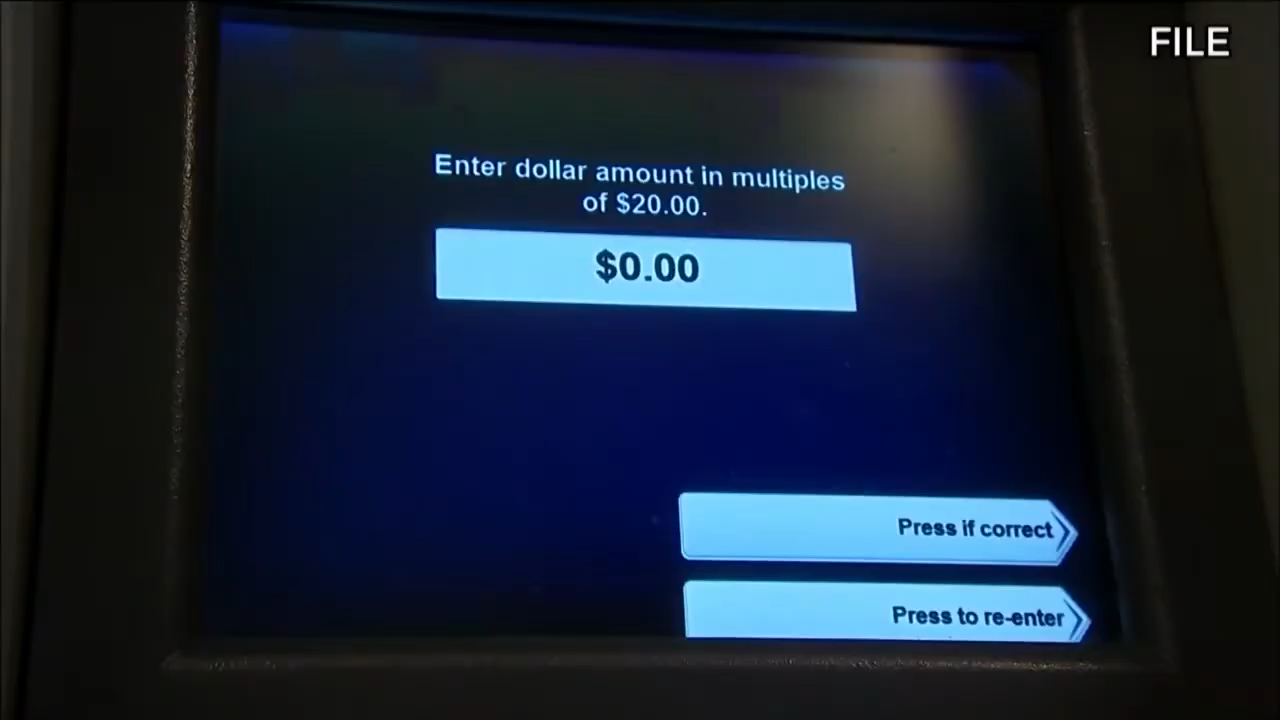 FILE
Enter dollar amount in multiples
of $20.00.
$0.00
Press if correct
Press to re-enter